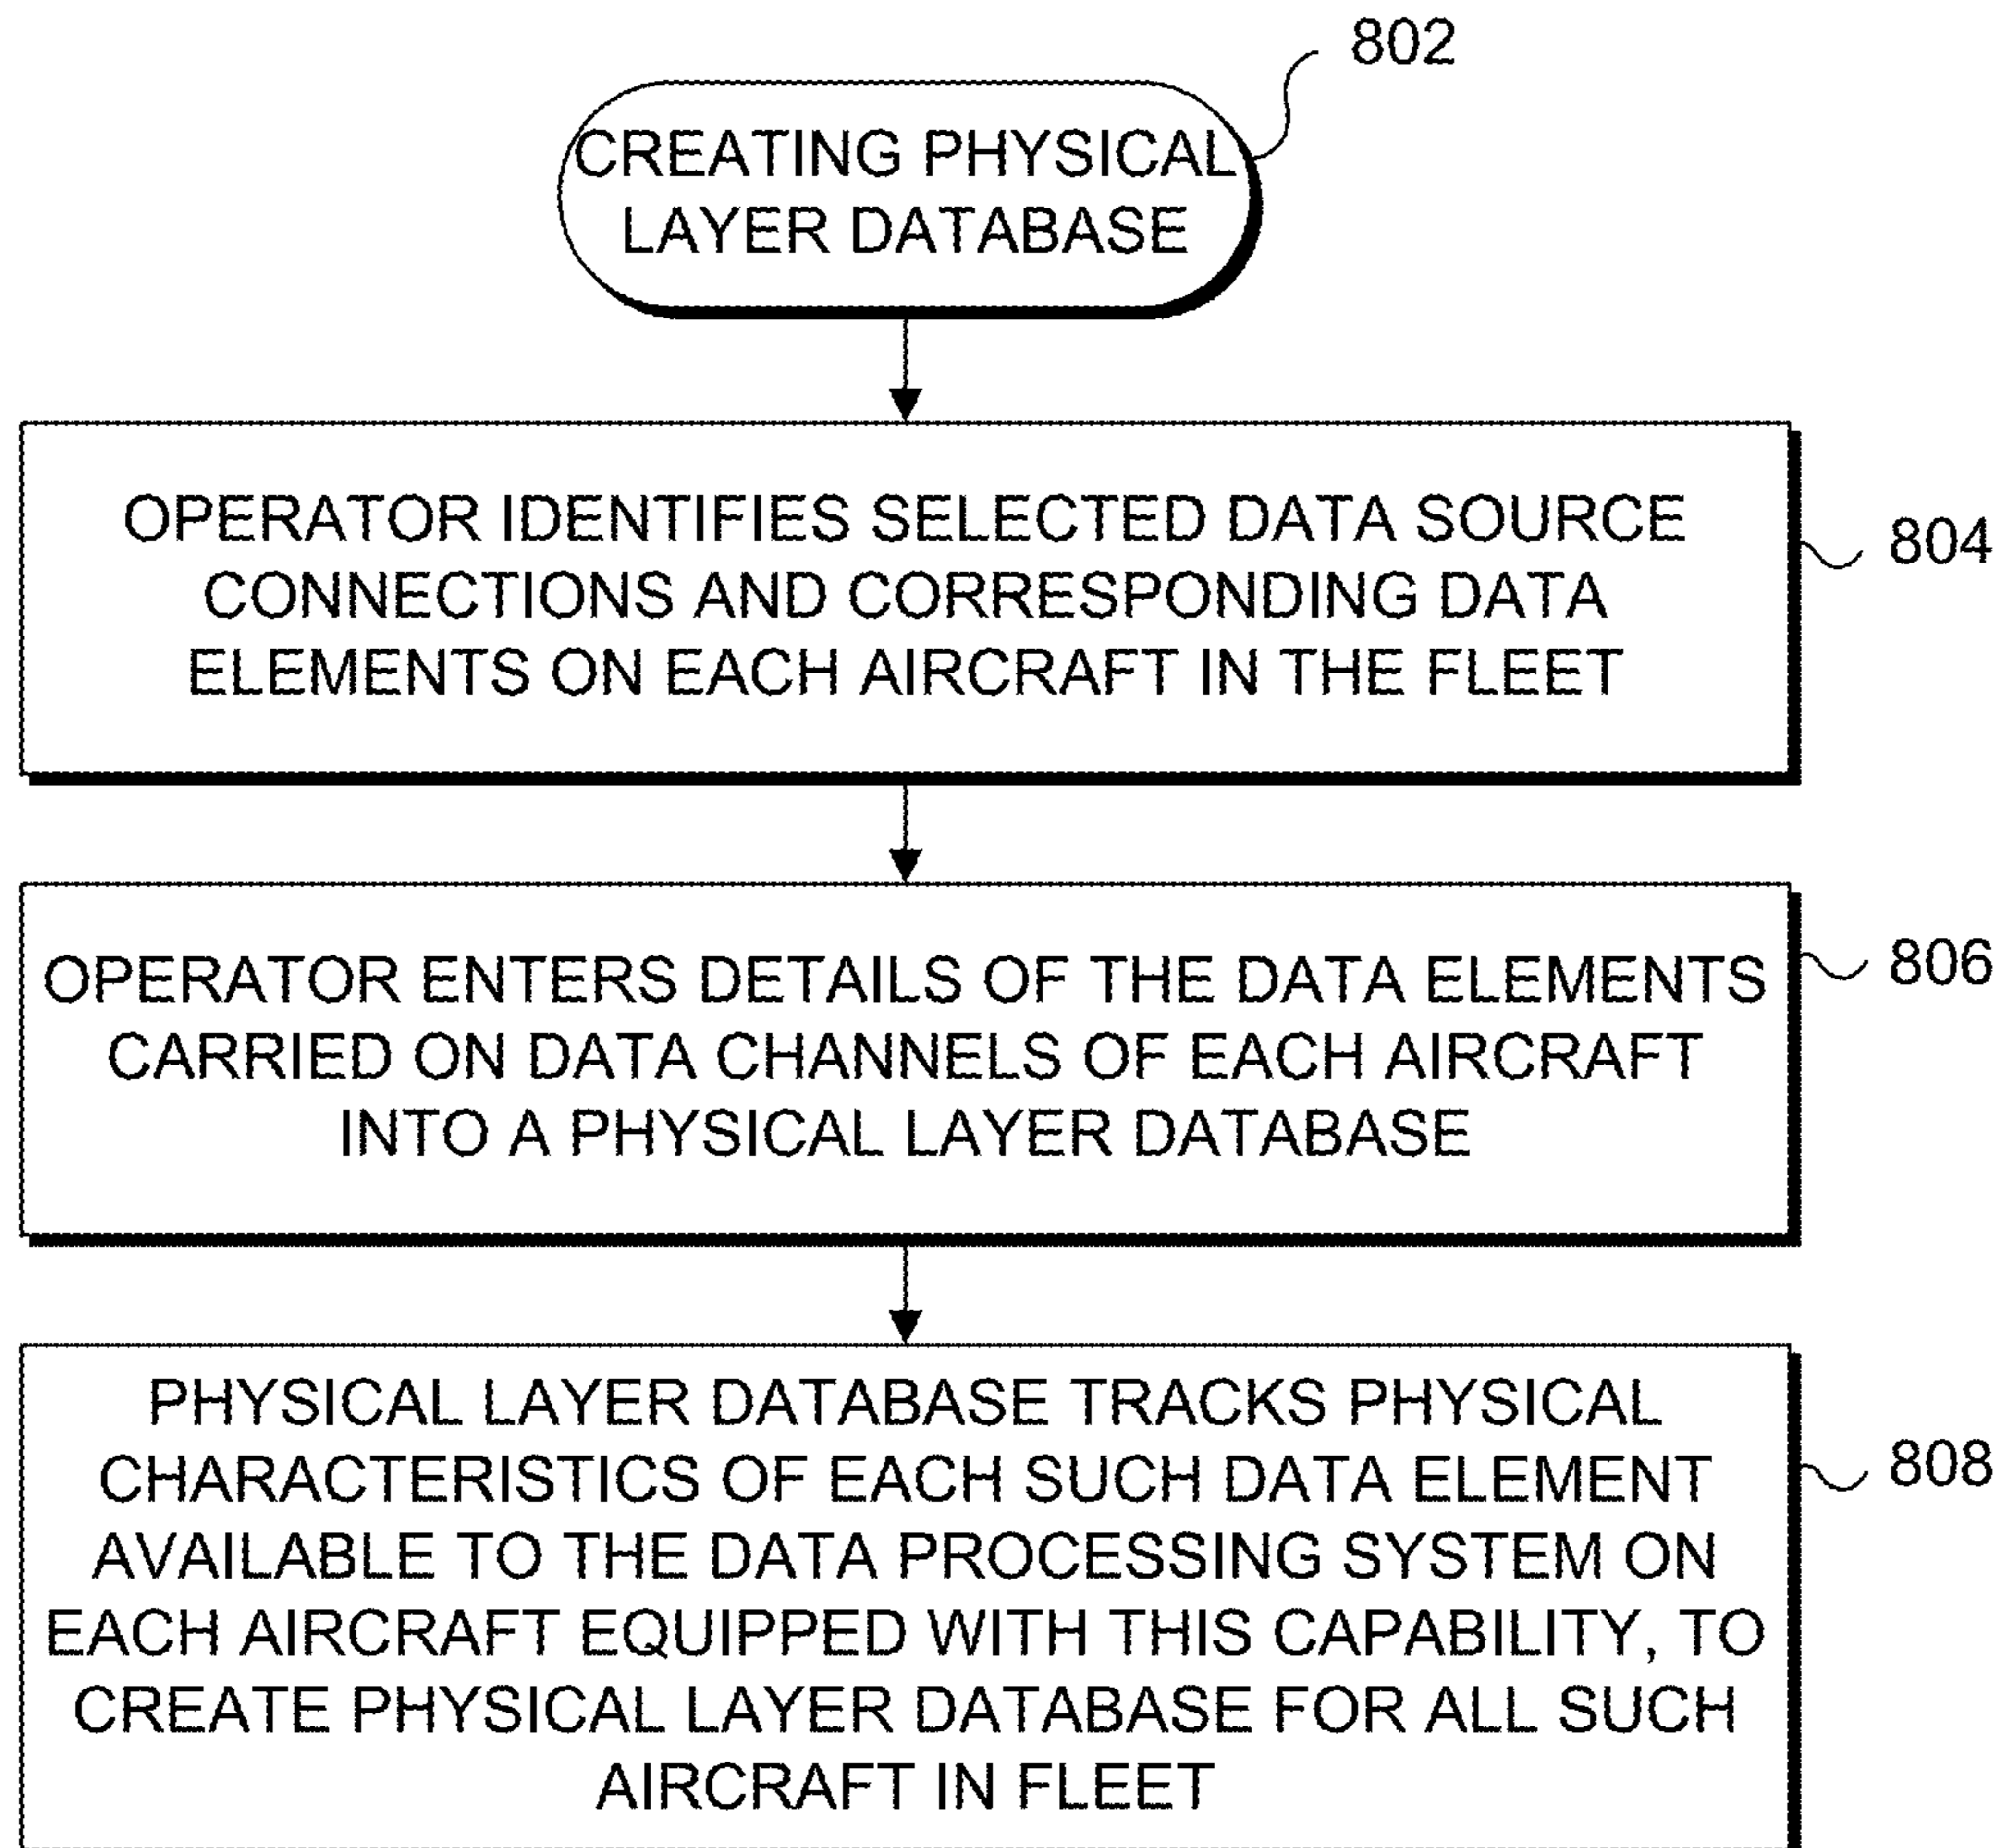 802
CREATING PHYSICAL
LAYER DATABASE
OPERATOR IDENTIFIES SELECTED DATA SOURCE
CONNECTIONS AND CORRESPONDING DATA
ELEMENTS ON EACH AIRCRAFT IN THE FLEET
804
OPERATOR ENTERS DETAILS OF THE DATA ELEMENTS
CARRIED ON DATA CHANNELS OF EACH AIRCRAFT
INTO A PHYSICAL LAYER DATABASE
806
PHYSICAL LAYER DATABASE TRACKS PHYSICAL
CHARACTERISTICS OF EACH SUCH DATA ELEMENT
AVAILABLE TO THE DATA PROCESSING SYSTEM ON
EACH AIRCRAFT EQUIPPED WITH THIS CAPABILITY, TO
CREATE PHYSICAL LAYER DATABASE FOR ALL SUCH
AIRCRAFT IN FLEET
808